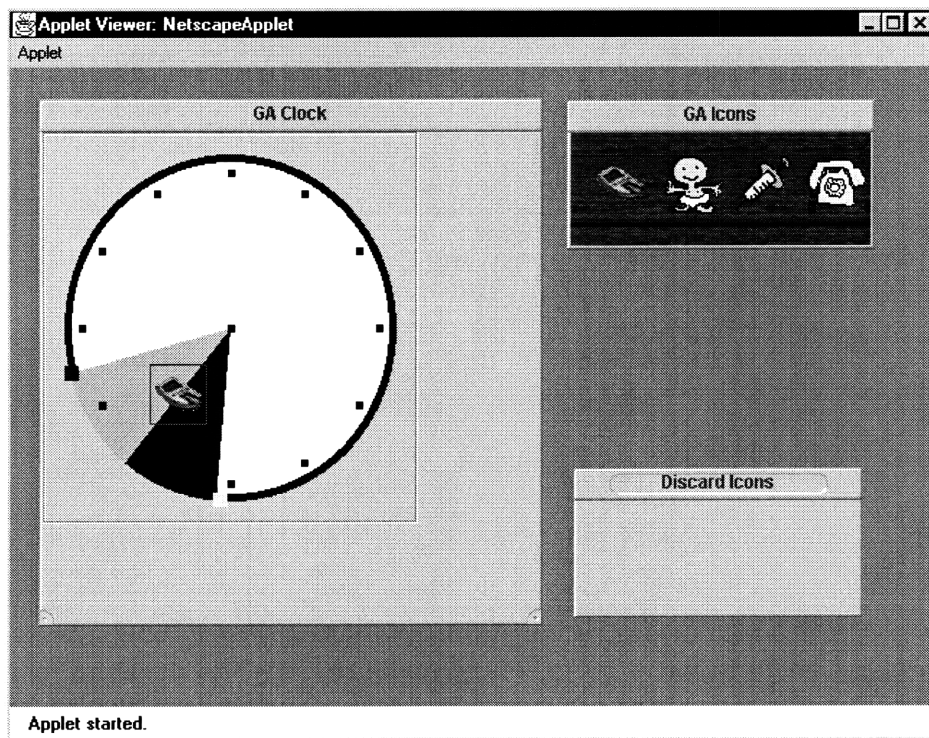 Applet Viewer: NetscapeApplet
Applet
GA Clock
GA Icons
Discard Icons
Applet started.